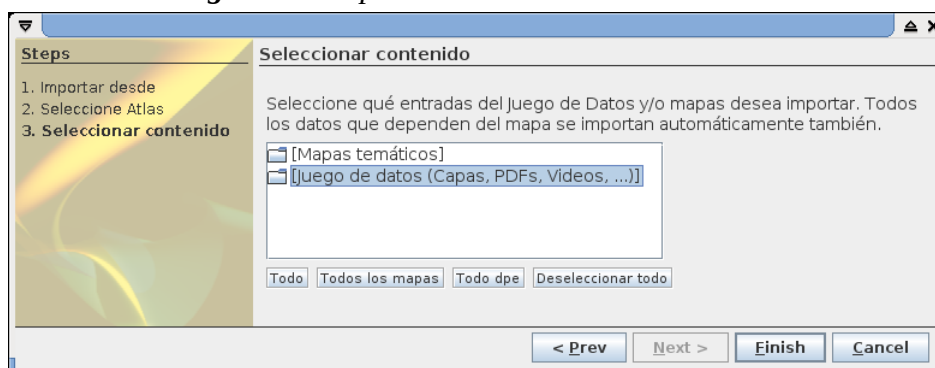 Steps
1. Importar desde
2. Seleccione Atlas
3. Seleccionar contenido
Seleccionar contenido
Seleccione qué entradas del Juego de Datos y/o mapas desea importar. Todos
los datos que dependen del mapa se importan automáticamente también.
[Mapas temáticos]
[Juego de datos (Capas, PDFs, Videos, ...)]
Todo Todos los mapas Todo dpe Deseleccionar todo
< Prev Next > Finish Cancel